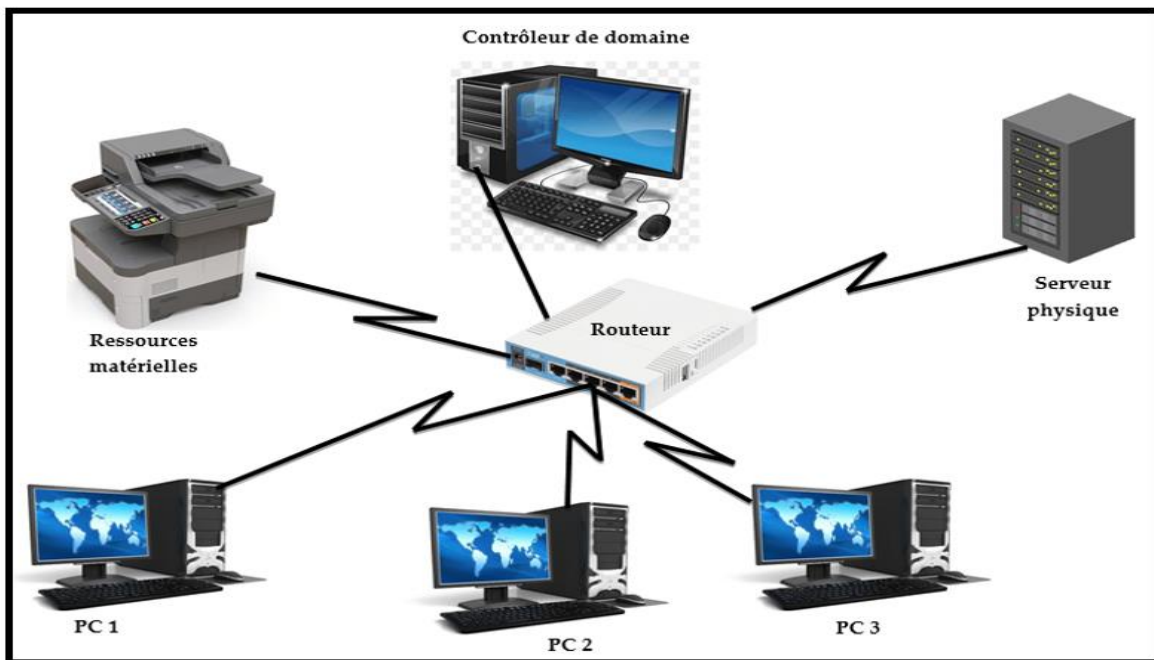 Contrôleur de domaine
Ressources
matérielles
Routeur
Serveur
physique
PC 1
PC 2
PC 3